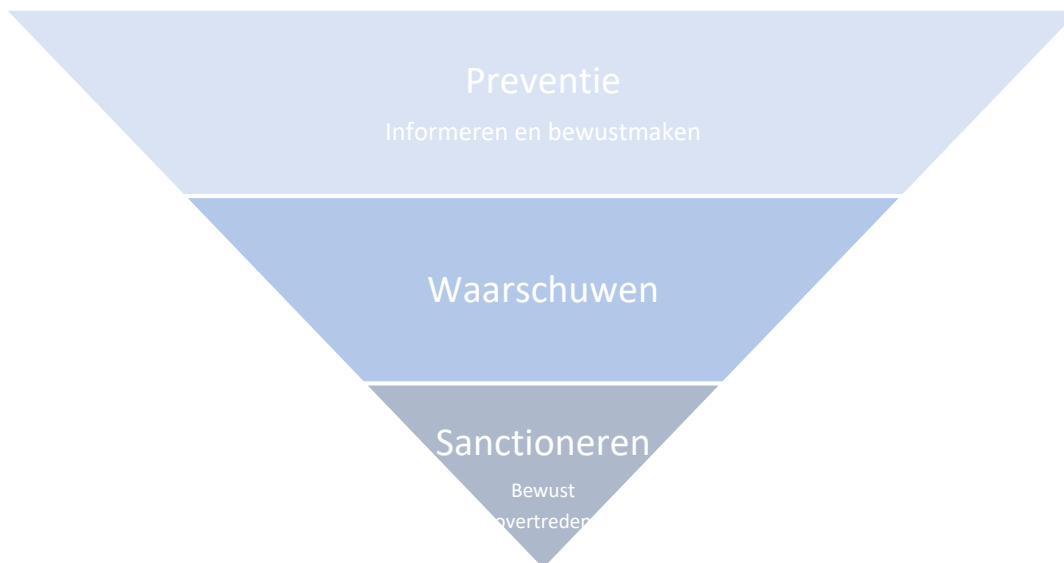 Preventie
Informeren en bewustmaken
Waarschuwen
Sanctioneren
Bewust
overtreden